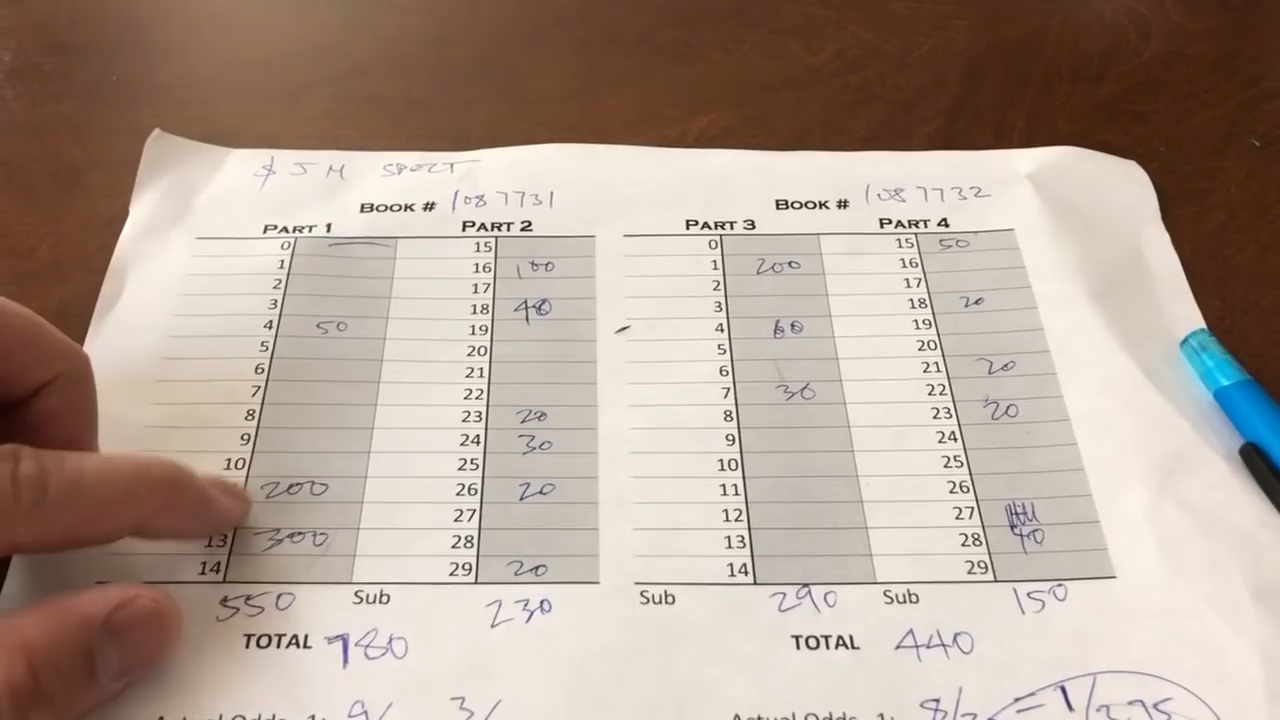 $5M SPECT
BOOK # 1087731 BOOK # 1087732
PART 1 PART 2 PART 3 PART 4
0 15 0 15 50
1 16 100 1 200 16
2 17 2 17
3 18 40 3 18 20
4 50 19 4 60 19
5 20 5 20
6 21 6 21 20
7 22 7 30 22
8 23 20 8 23 20
9 24 30 9 24
10 25 10 25
200 26 20 11 26
27 12 27
13 300 28 13 28 40
14 29 20 14 29
550 Sub 230 Sub 290 Sub 150
TOTAL 780 TOTAL 440